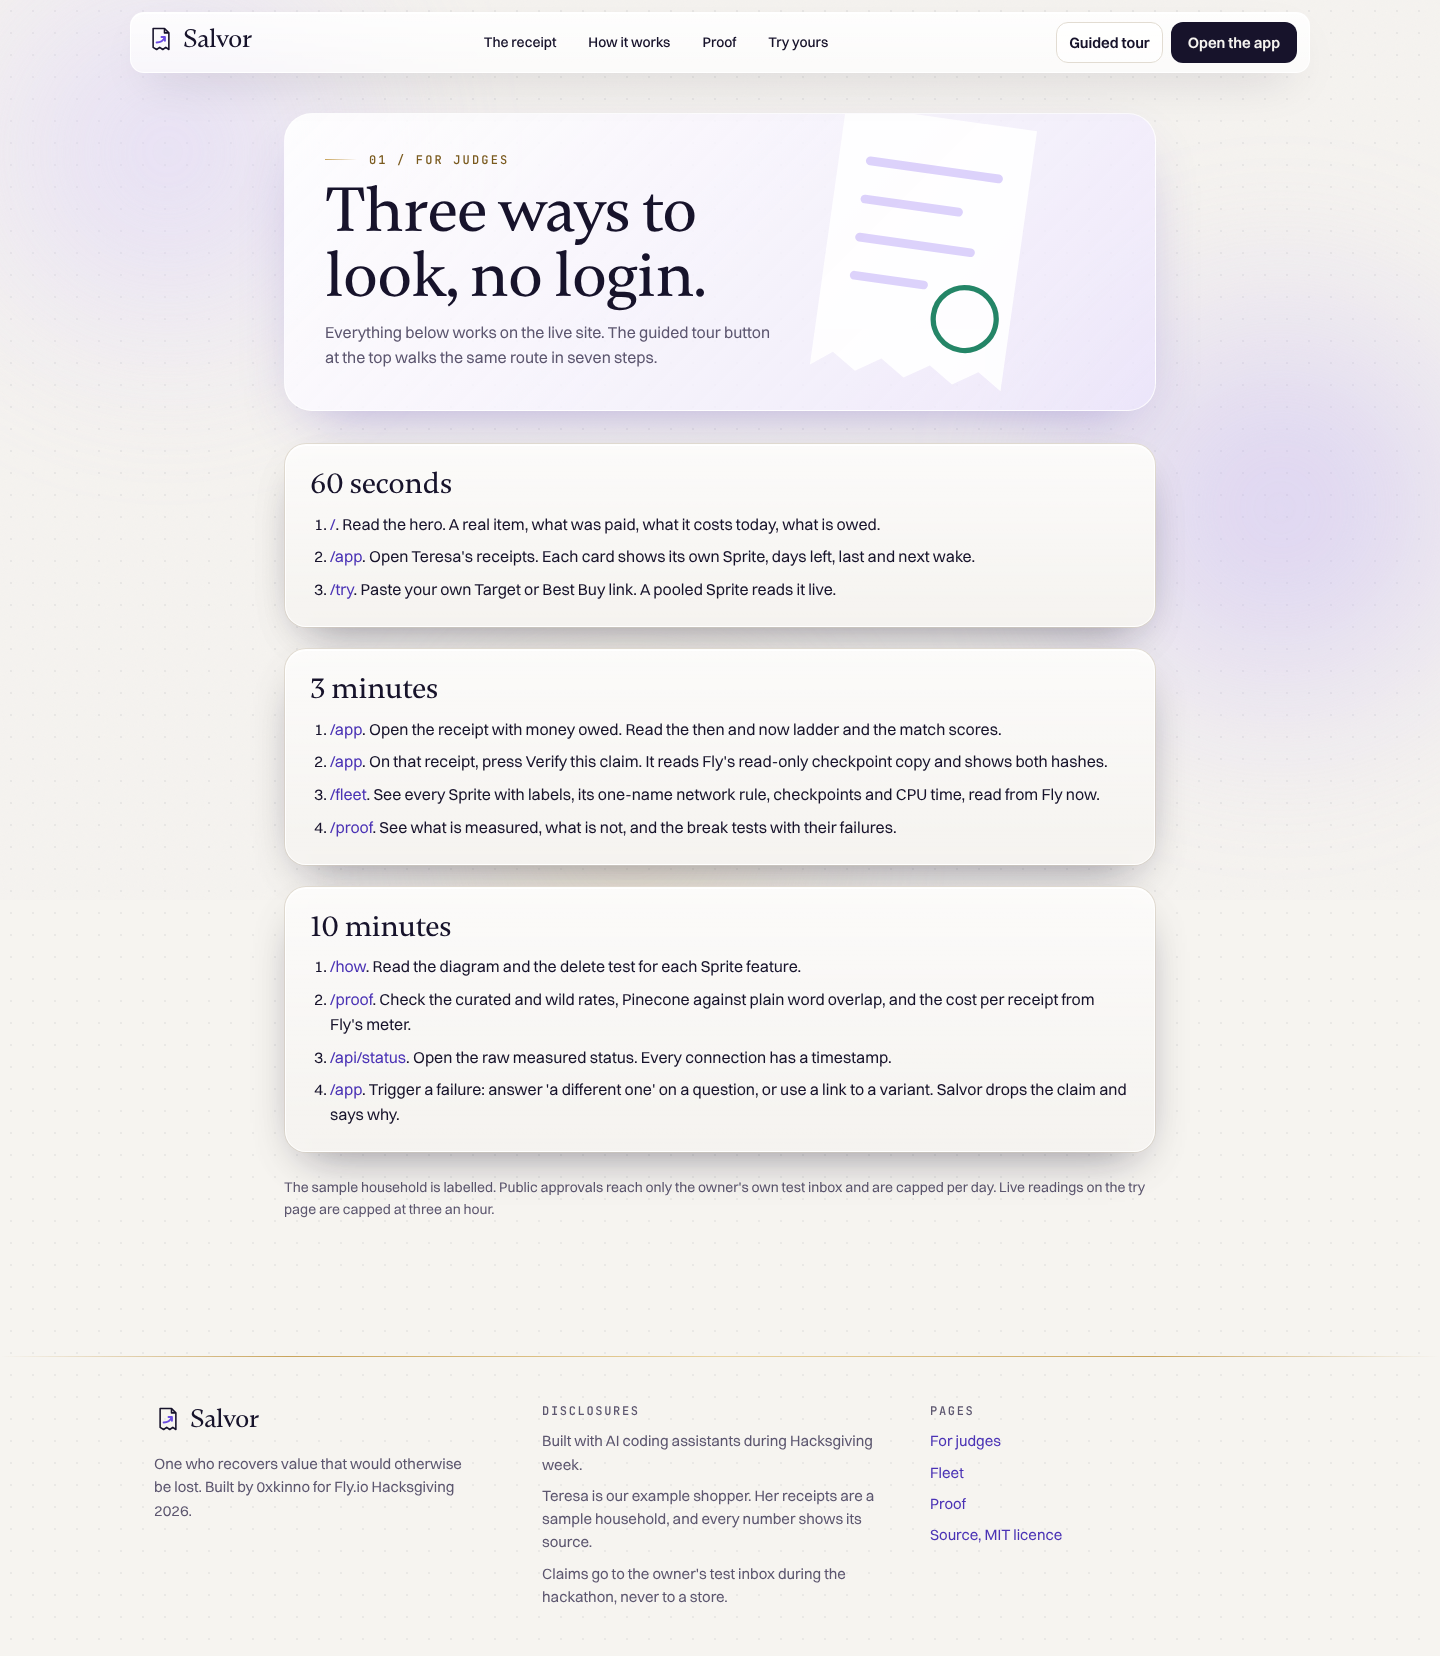 Salvor
The receipt
How it works
Proof
Try yours
Guided tour
Open the app
01 / FOR JUDGES
Three ways to
look, no login.
Everything below works on the live site. The guided tour button
at the top walks the same route in seven steps.
60 seconds
1. /. Read the hero. A real item, what was paid, what it costs today, what is owed.
2. /app. Open Teresa's receipts. Each card shows its own Sprite, days left, last and next wake.
3. /try. Paste your own Target or Best Buy link. A pooled Sprite reads it live.
3 minutes
1. /app. Open the receipt with money owed. Read the then and now ladder and the match scores.
2. /app. On that receipt, press Verify this claim. It reads Fly's read-only checkpoint copy and shows both hashes.
3. /fleet. See every Sprite with labels, its one-name network rule, checkpoints and CPU time, read from Fly now.
4. /proof. See what is measured, what is not, and the break tests with their failures.
10 minutes
1. /how. Read the diagram and the delete test for each Sprite feature.
2. /proof. Check the curated and wild rates, Pinecone against plain word overlap, and the cost per receipt from
Fly's meter.
3. /api/status. Open the raw measured status. Every connection has a timestamp.
4. /app. Trigger a failure: answer 'a different one' on a question, or use a link to a variant. Salvor drops the claim and
says why.
The sample household is labelled. Public approvals reach only the owner's own test inbox and are capped per day. Live readings on the try
page are capped at three an hour.
Salvor
One who recovers value that would otherwise
be lost. Built by 0xkinno for Fly.io Hacksgiving
2026.
DISCLOSURES
Built with AI coding assistants during Hacksgiving
week.
Teresa is our example shopper. Her receipts are a
sample household, and every number shows its
source.
Claims go to the owner's test inbox during the
hackathon, never to a store.
PAGES
For judges
Fleet
Proof
Source, MIT licence